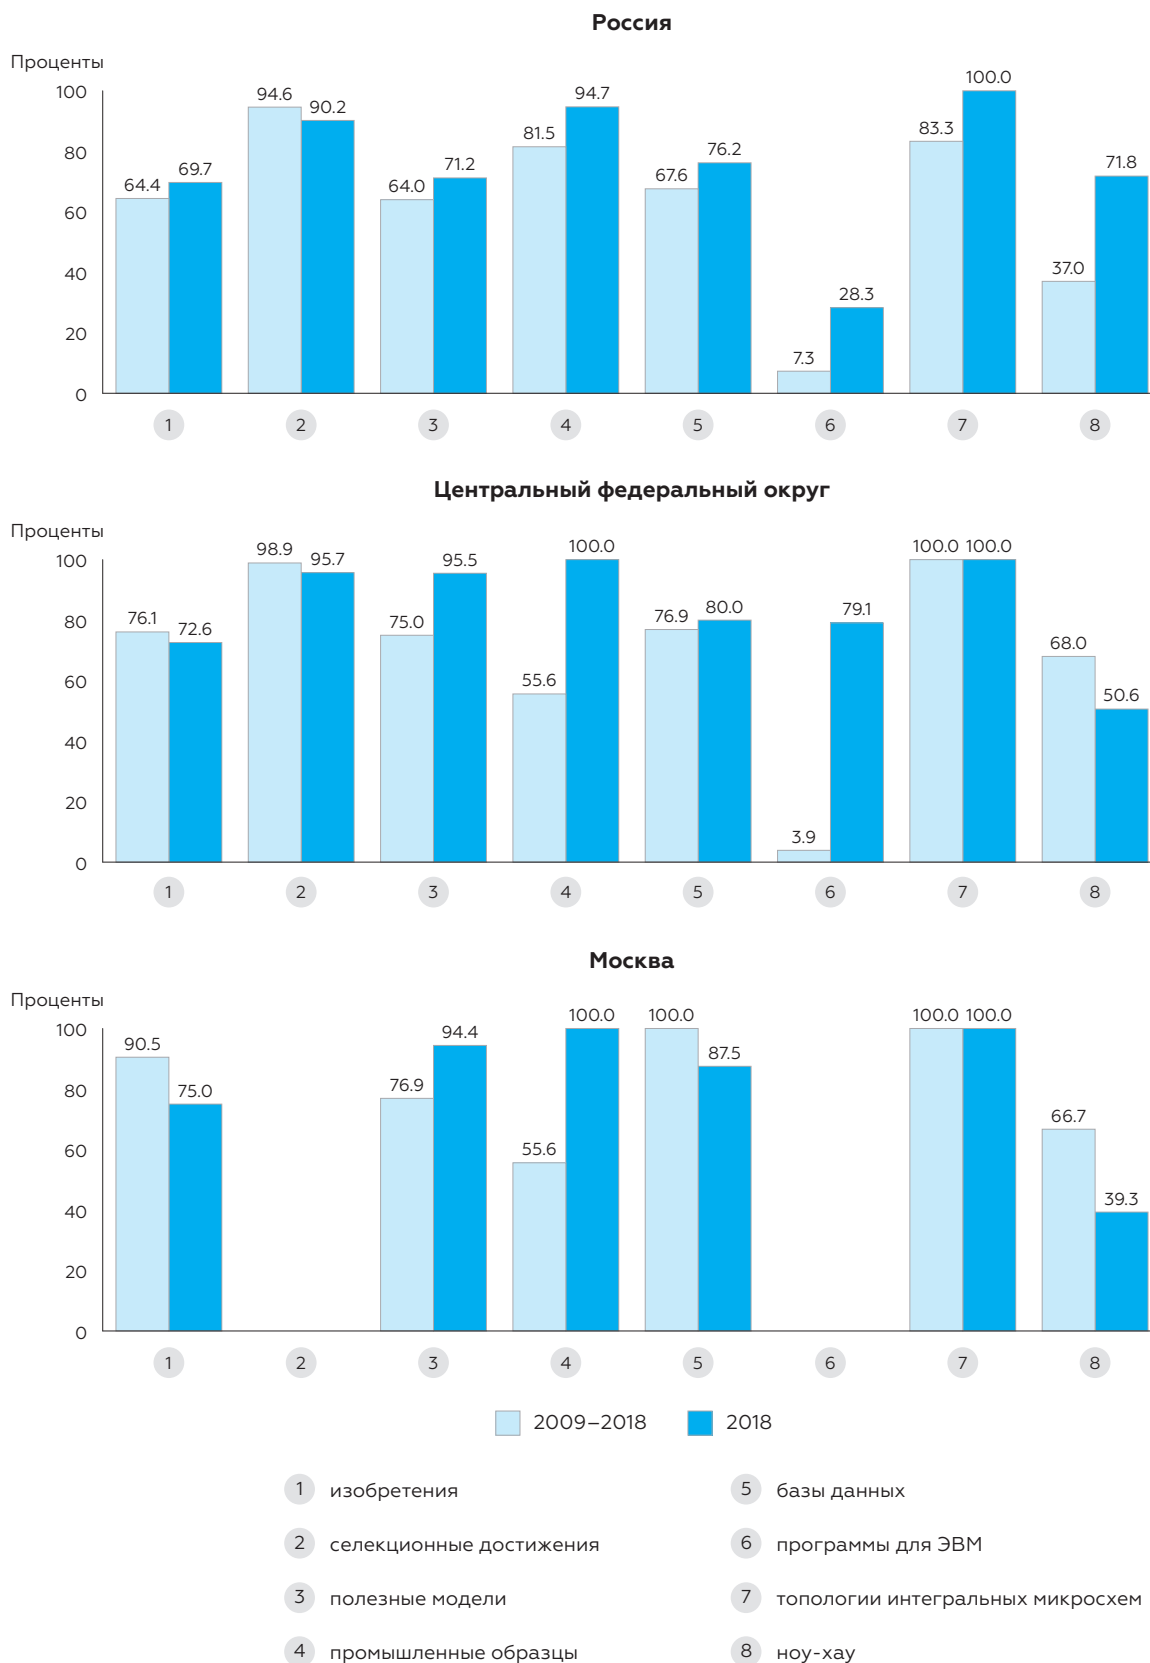 Россия
Проценты
100
80
60
40
20
0
64.4 69.7 94.6 90.2 64.0 71.2 81.5 94.7 67.6 76.2 7.3 28.3 83.3 100.0 37.0 71.8
1 2 3 4 5 6 7 8
Центральный федеральный округ
Проценты
100
80
60
40
20
0
76.1 72.6 98.9 95.7 75.0 95.5 55.6 100.0 76.9 80.0 3.9 79.1 100.0 100.0 68.0 50.6
1 2 3 4 5 6 7 8
Москва
Проценты
100
80
60
40
20
0
90.5 75.0 76.9 94.4 55.6 100.0 100.0 87.5 100.0 100.0 66.7 39.3
1 2 3 4 5 6 7 8
2009–2018 2018
1 изобретения
2 селекционные достижения
3 полезные модели
4 промышленные образцы
5 базы данных
6 программы для ЭВМ
7 топологии интегральных микросхем
8 ноу-хау